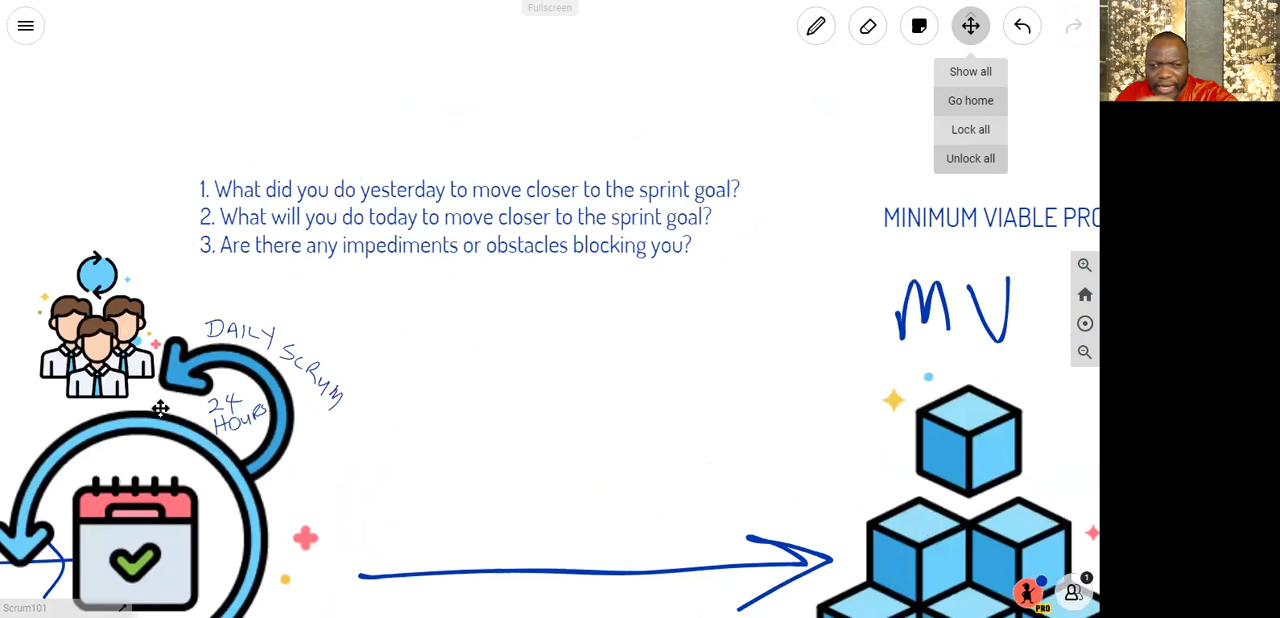 Fullscreen
Show all
Go home
Lock all
Unlock all
1. What did you do yesterday to move closer to the sprint goal?
2. What will you do today to move closer to the sprint goal?
3. Are there any impediments or obstacles blocking you?
MINIMUM VIABLE PRO
MV
DAILY SCRUM
24
HOURS
1
PRO
Scrum101